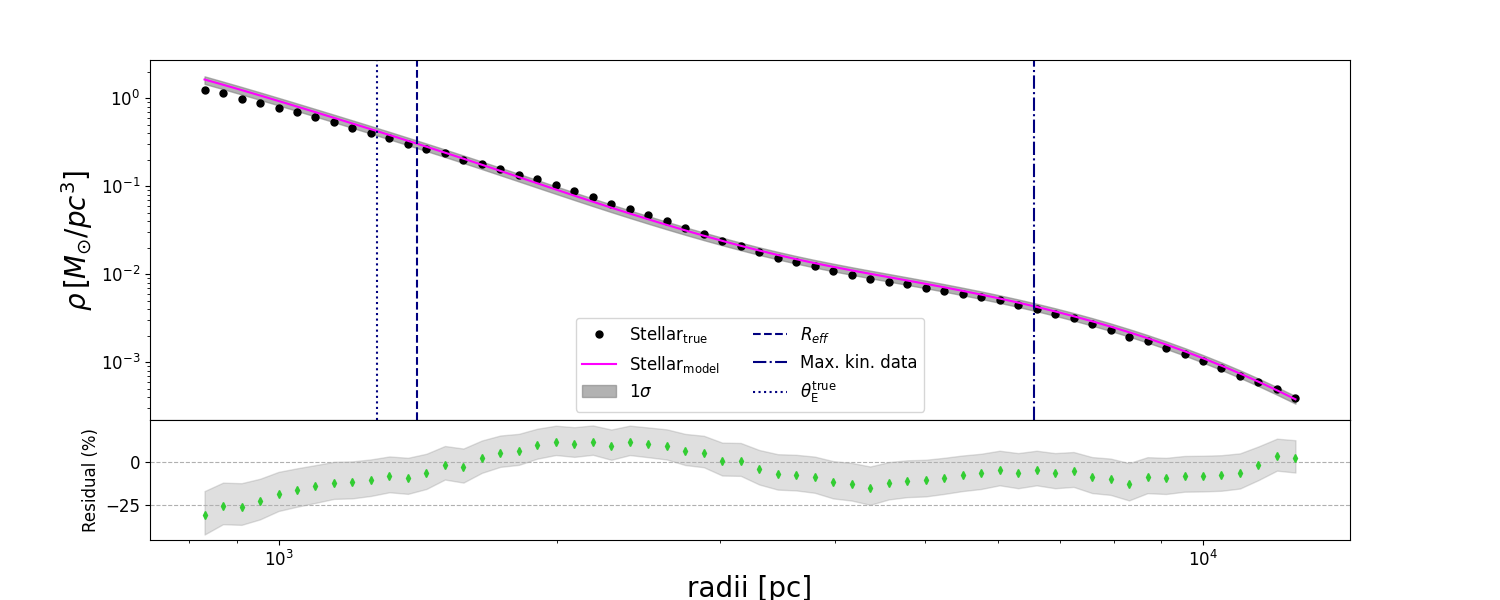 10⁰
10⁻¹
10⁻²
10⁻³
ρ [M⊙/pc³]
Stellar_true
Stellar_model
1σ
R_eff
Max. kin. data
θ_E^true
0
−25
Residual (%)
10³
10⁴
radii [pc]